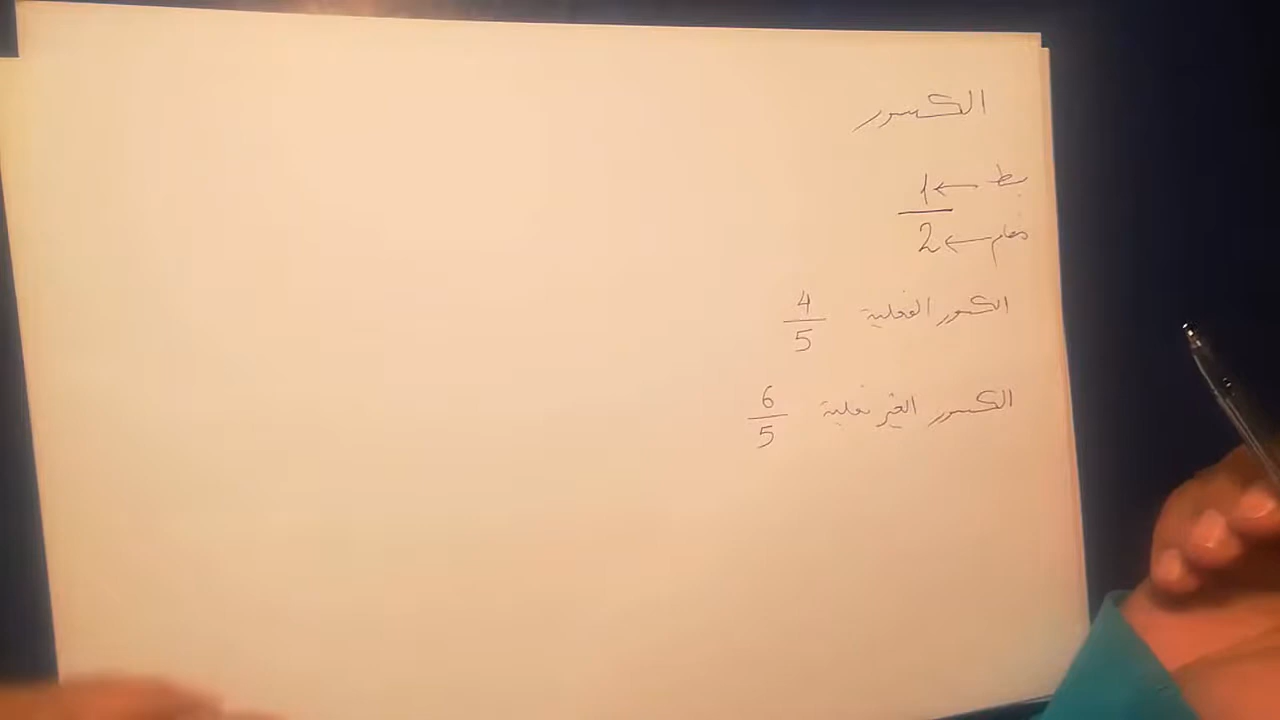 الكسور
بسط → 1
مقام → 2
الكسور الفعلية 4/5
الكسور الغير فعلية 6/5